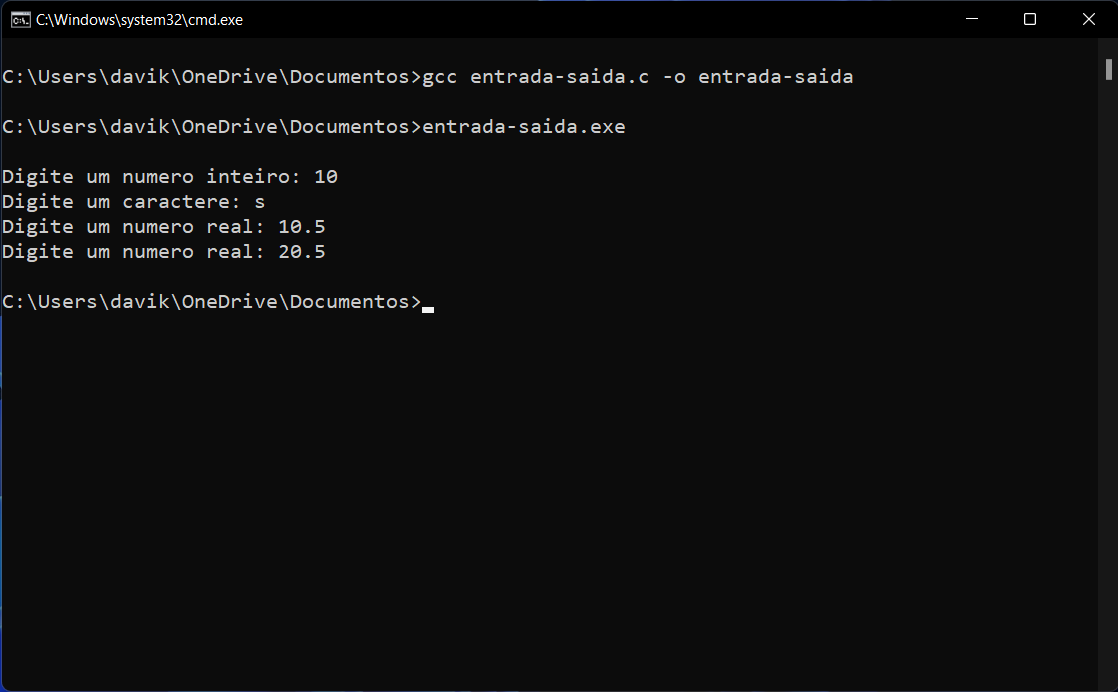 C:\Windows\system32\cmd.exe
C:\Users\davik\OneDrive\Documentos>gcc entrada-saida.c -o entrada-saida
C:\Users\davik\OneDrive\Documentos>entrada-saida.exe
Digite um numero inteiro: 10
Digite um caractere: s
Digite um numero real: 10.5
Digite um numero real: 20.5
C:\Users\davik\OneDrive\Documentos>